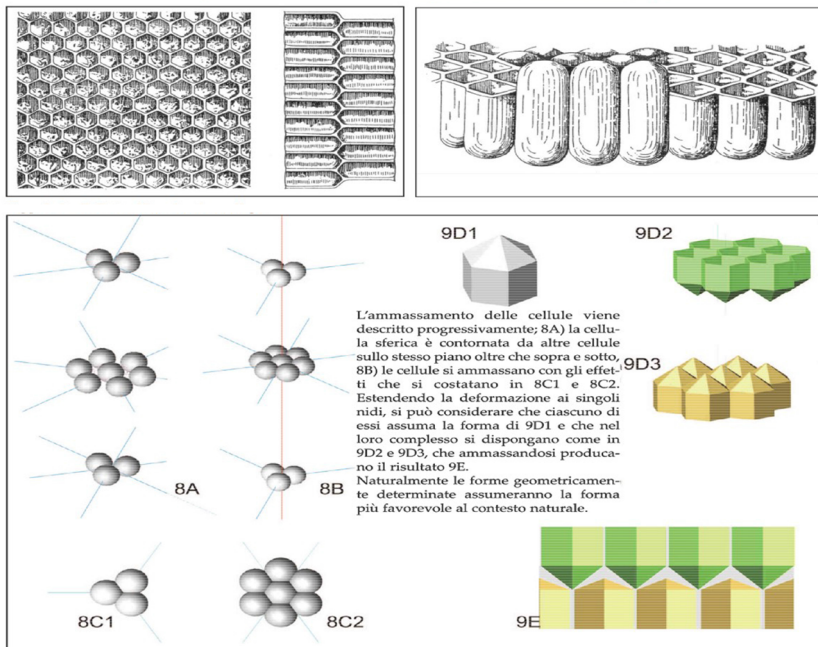 9D1
9D2
L'ammassamento delle cellule viene
descritto progressivamente; 8A) la cellu-
la sferica è contornata da altre cellule
sullo stesso piano oltre che sopra e sotto,
8B) le cellule si ammassano con gli effet-
ti che si costatano in 8C1 e 8C2.
Estendendo la deformazione ai singoli
nidi, si può considerare che ciascuno di
essi assuma la forma di 9D1 e che nel
loro complesso si dispongano come in
9D2 e 9D3, che ammassandosi produca-
no il risultato 9E.
Naturalmente le forme geometricamen-
te determinate assumeranno la forma
più favorevole al contesto naturale.
9D3
8A
8B
8C1
8C2
9E